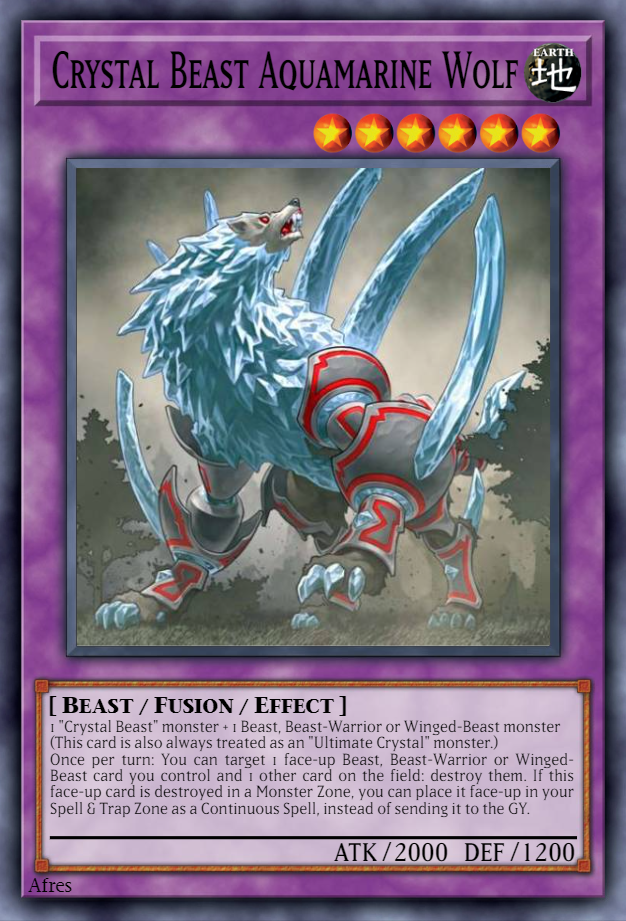 Crystal Beast Aquamarine Wolf
EARTH
地
[ Beast / Fusion / Effect ]
1 "Crystal Beast" monster + 1 Beast, Beast-Warrior or Winged-Beast monster
(This card is also always treated as an "Ultimate Crystal" monster.)
Once per turn: You can target 1 face-up Beast, Beast-Warrior or Winged-
Beast card you control and 1 other card on the field: destroy them. If this
face-up card is destroyed in a Monster Zone, you can place it face-up in your
Spell & Trap Zone as a Continuous Spell, instead of sending it to the GY.
ATK/2000 DEF/1200
Afres